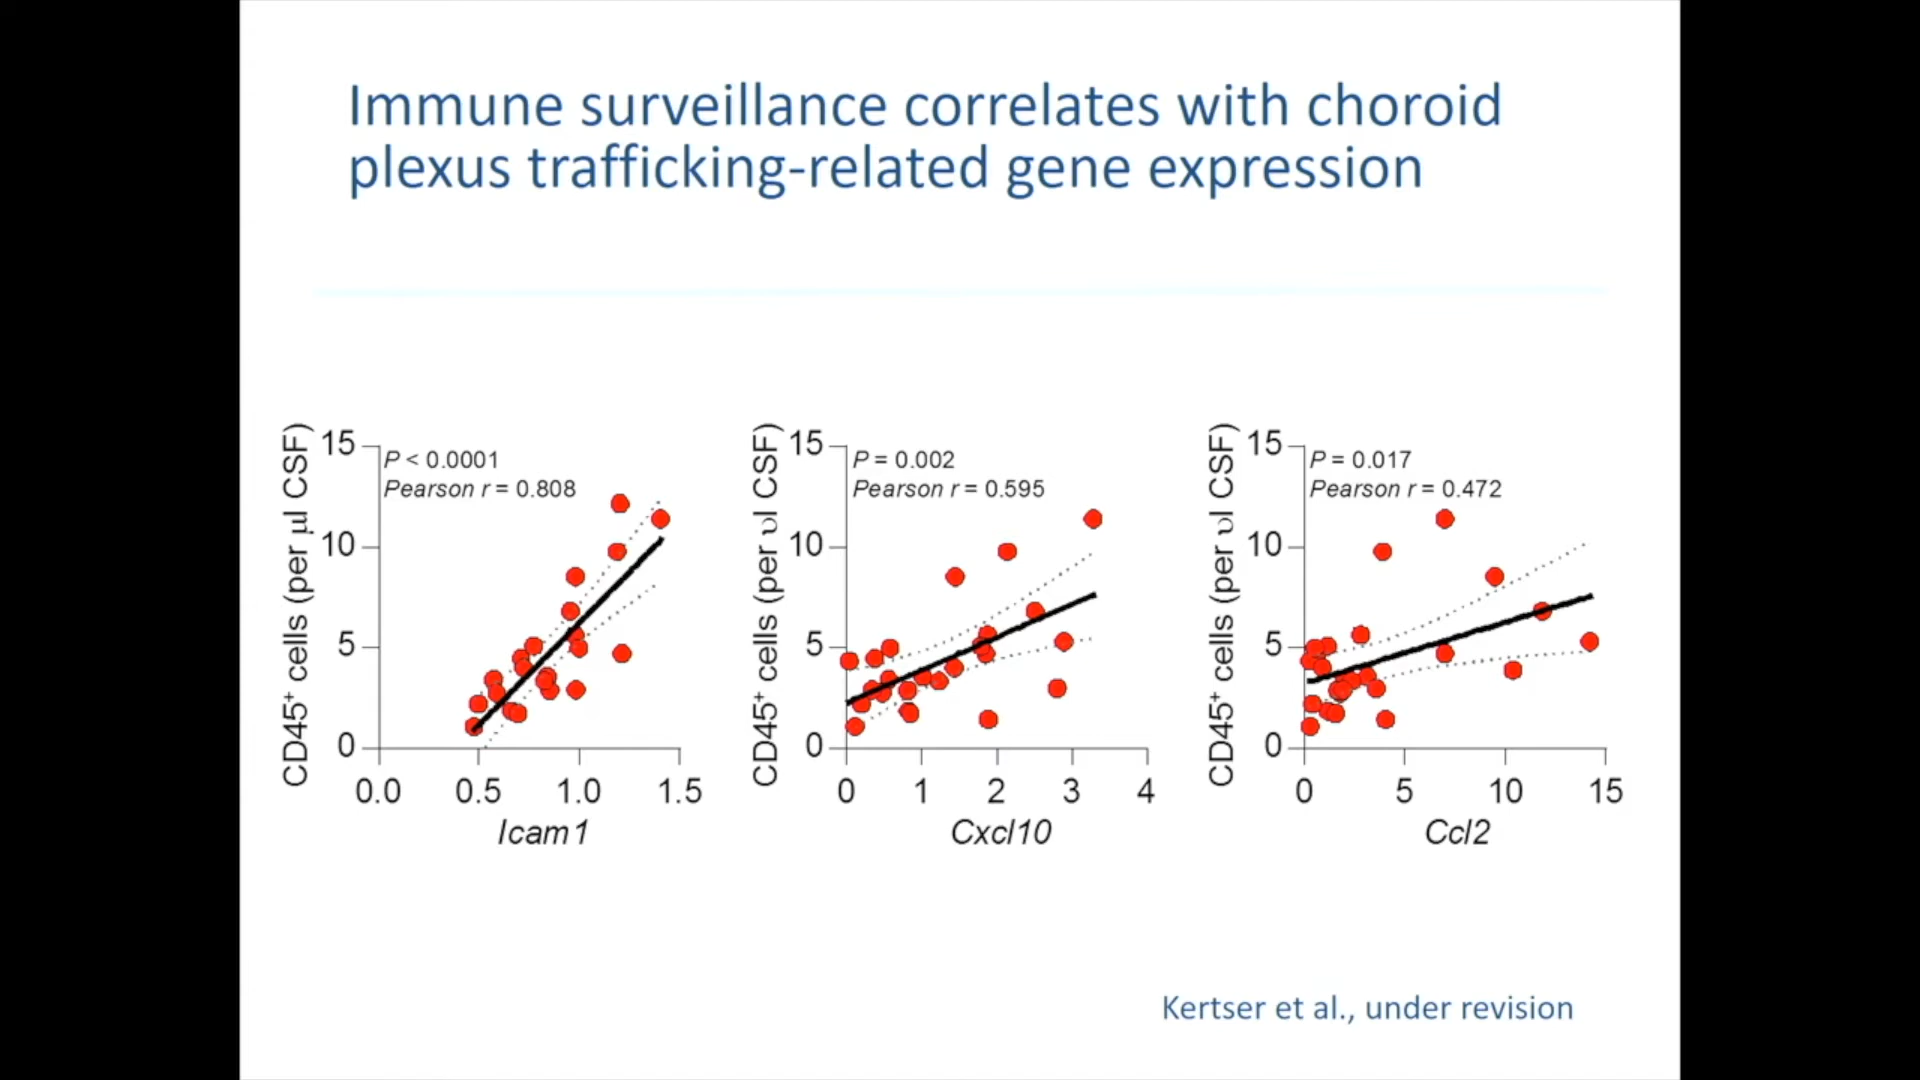 Immune surveillance correlates with choroid
plexus trafficking-related gene expression
CD45+ cells (per µl CSF)
15
10
5
0
P < 0.0001
Pearson r = 0.808
0.0 0.5 1.0 1.5
Icam1
CD45+ cells (per υl CSF)
15
10
5
0
P = 0.002
Pearson r = 0.595
0 1 2 3 4
Cxcl10
CD45+ cells (per υl CSF)
15
10
5
0
P = 0.017
Pearson r = 0.472
0 5 10 15
Ccl2
Kertser et al., under revision